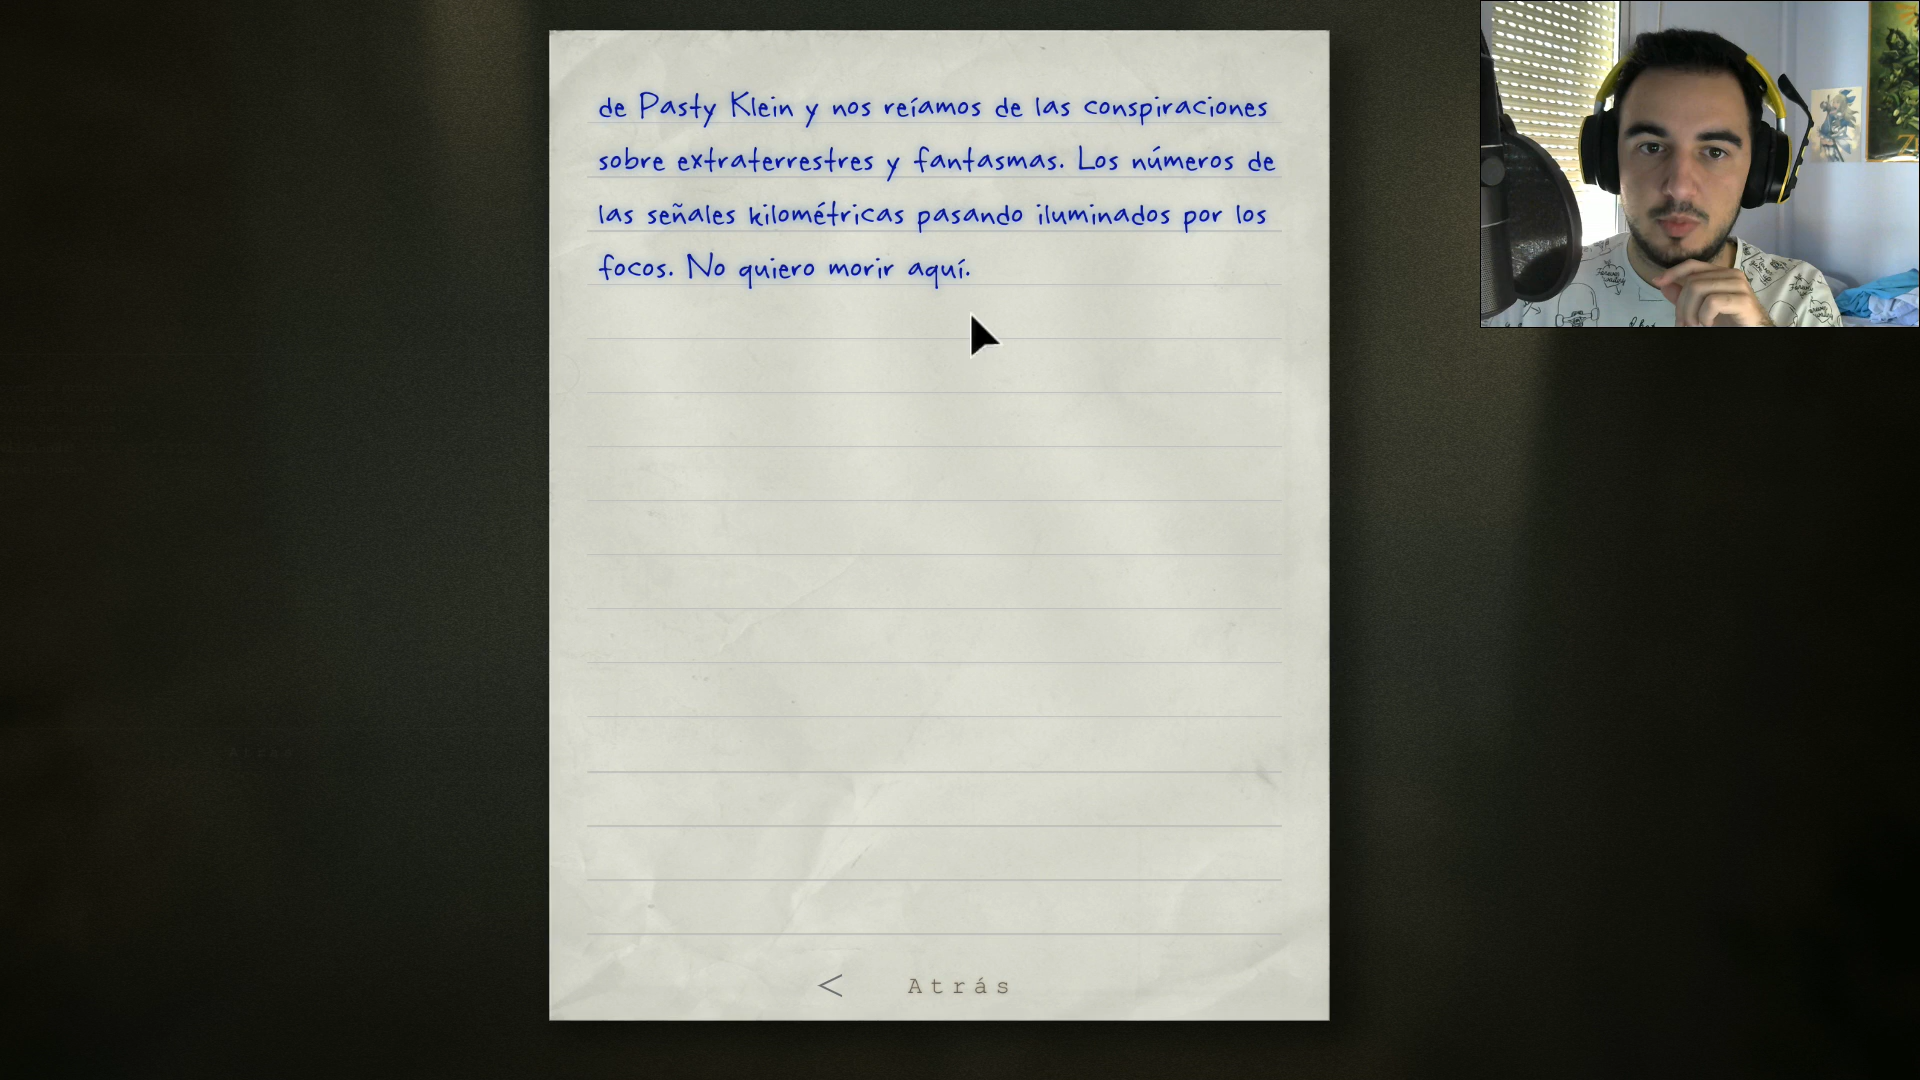 de Pasty Klein y nos reíamos de las conspiraciones
sobre extraterrestres y fantasmas. Los números de
las señales kilométricas pasando iluminados por los
focos. No quiero morir aquí.
< Atrás